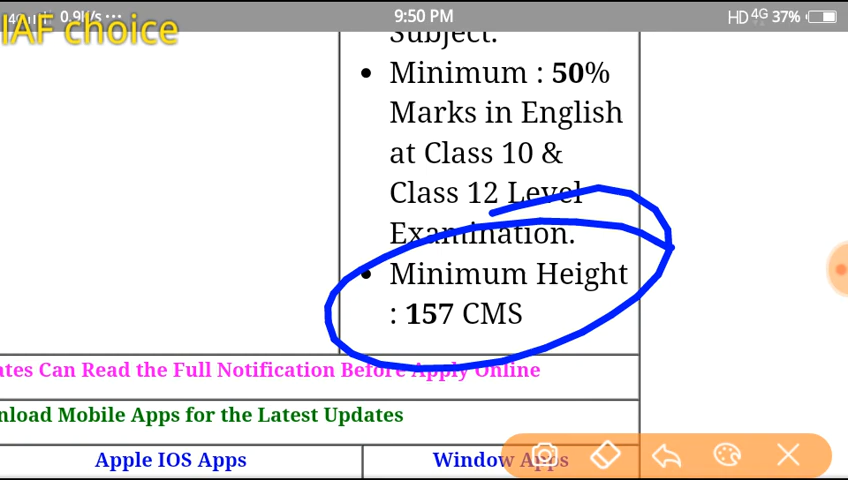 9:50 PM
0.9K/s ...
HD 4G 37%
IAF choice
Subject.
• Minimum : 50%
Marks in English
at Class 10 &
Class 12 Level
Examination.
• Minimum Height
: 157 CMS
ates Can Read the Full Notification Before Apply Online
nload Mobile Apps for the Latest Updates
Apple IOS Apps
Window Apps